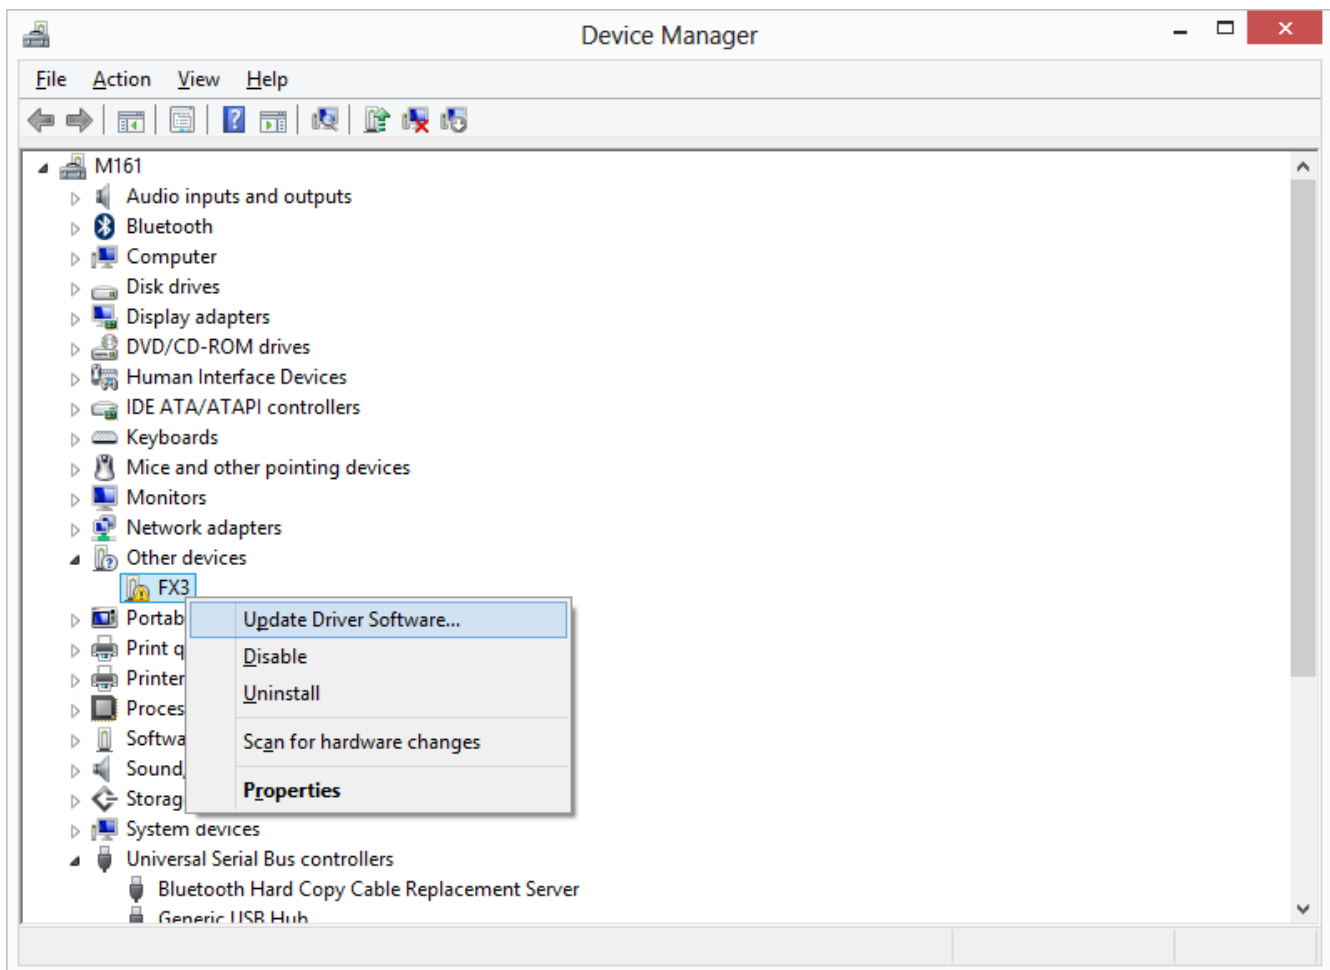 Device Manager
File Action View Help
M161
Audio inputs and outputs
Bluetooth
Computer
Disk drives
Display adapters
DVD/CD-ROM drives
Human Interface Devices
IDE ATA/ATAPI controllers
Keyboards
Mice and other pointing devices
Monitors
Network adapters
Other devices
FX3
Portab
Update Driver Software...
Print q
Disable
Printer
Uninstall
Proces
Softwa
Scan for hardware changes
Sound,
Storag
Properties
System devices
Universal Serial Bus controllers
Bluetooth Hard Copy Cable Replacement Server
Generic USB Hub